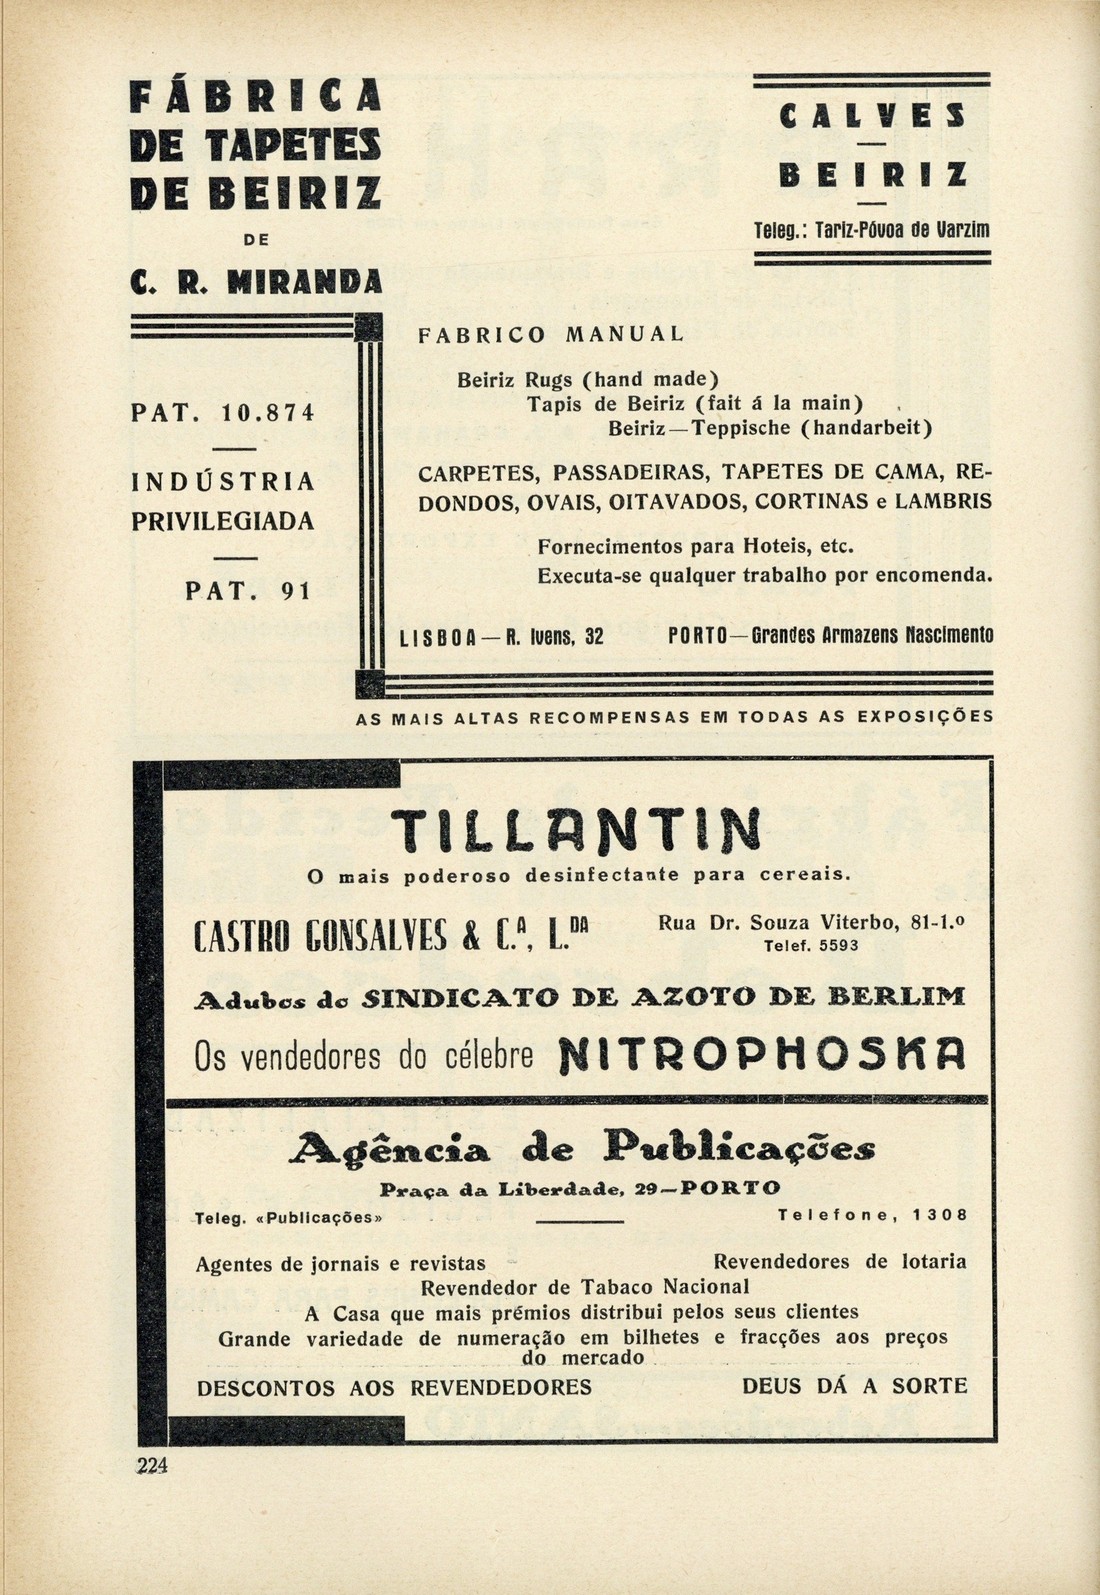 FÁBRICA
DE TAPETES
DE BEIRIZ
DE
C. R. MIRANDA
CALVES
—
BEIRIZ
—
Teleg.: Tariz-Póvoa de Varzim
PAT. 10.874
—
INDÚSTRIA
PRIVILEGIADA
—
PAT. 91
FABRICO MANUAL
Beiriz Rugs (hand made)
Tapis de Beiriz (fait á la main)
Beiriz—Teppische (handarbeit)
CARPETES, PASSADEIRAS, TAPETES DE CAMA, RE-
DONDOS, OVAIS, OITAVADOS, CORTINAS e LAMBRIS
Fornecimentos para Hoteis, etc.
Executa-se qualquer trabalho por encomenda.
LISBOA—R. Ivens, 32 PORTO—Grandes Armazens Nascimento
AS MAIS ALTAS RECOMPENSAS EM TODAS AS EXPOSIÇÕES
TILLANTIN
O mais poderoso desinfectante para cereais.
CASTRO GONSALVES & C.ᴬ, L.ᴰᴬ
Rua Dr. Souza Viterbo, 81-1.º
Telef. 5593
Adubos do SINDICATO DE AZOTO DE BERLIM
Os vendedores do célebre NITROPHOSKA
Agência de Publicações
Praça da Liberdade, 29—PORTO
Teleg. «Publicações» Telefone, 1308
Agentes de jornais e revistas Revendedores de lotaria
Revendedor de Tabaco Nacional
A Casa que mais prémios distribui pelos seus clientes
Grande variedade de numeração em bilhetes e fracções aos preços
do mercado
DESCONTOS AOS REVENDEDORES DEUS DÁ A SORTE
224